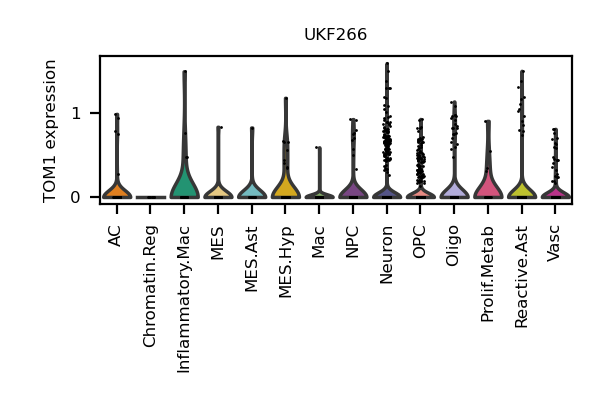 UKF266
TOM1 expression
1
0
AC
Chromatin.Reg
Inflammatory.Mac
MES
MES.Ast
MES.Hyp
Mac
NPC
Neuron
OPC
Oligo
Prolif.Metab
Reactive.Ast
Vasc